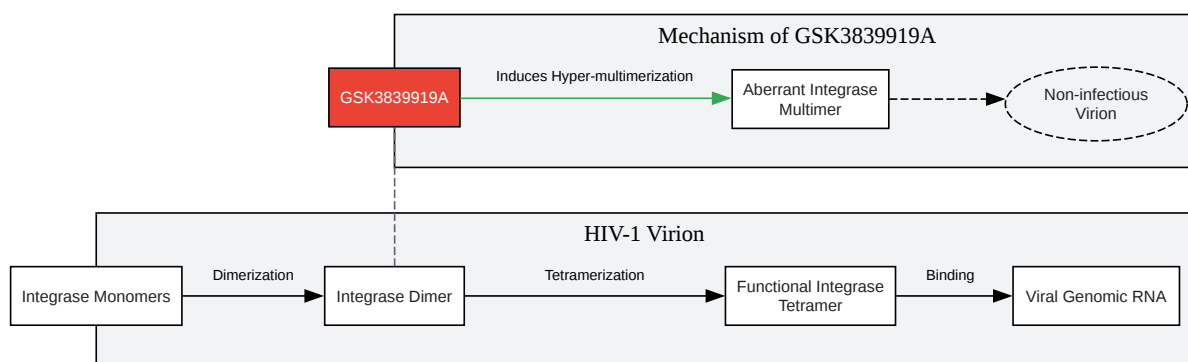 Mechanism of GSK3839919A
GSK3839919A
Induces Hyper-multimerization
Aberrant Integrase
Multimer
Non-infectious
Virion
HIV-1 Virion
Integrase Monomers
Dimerization
Integrase Dimer
Tetramerization
Functional Integrase
Tetramer
Binding
Viral Genomic RNA